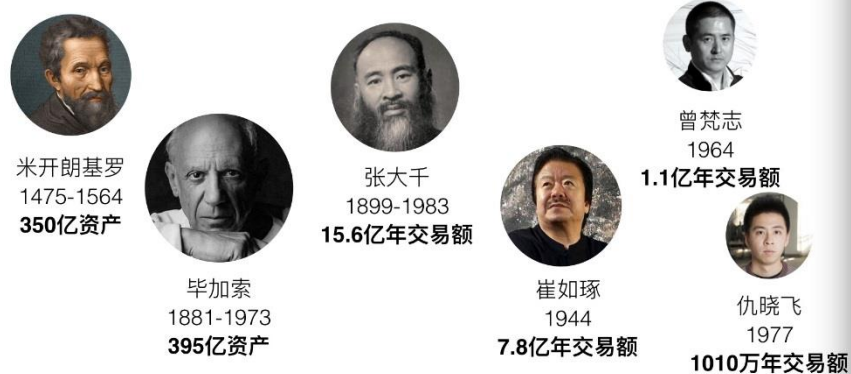 米开朗基罗
1475-1564
350亿资产
毕加索
1881-1973
395亿资产
张大千
1899-1983
15.6亿年交易额
崔如琢
1944
7.8亿年交易额
曾梵志
1964
1.1亿年交易额
仇晓飞
1977
1010万年交易额